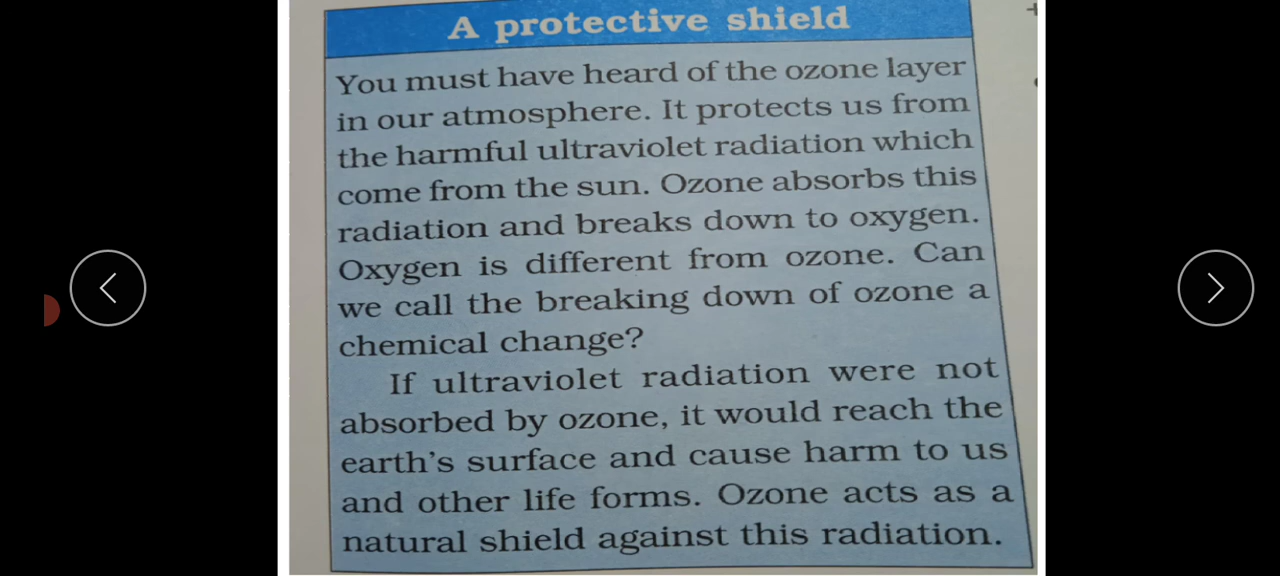 A protective shield
You must have heard of the ozone layer
in our atmosphere. It protects us from
the harmful ultraviolet radiation which
come from the sun. Ozone absorbs this
radiation and breaks down to oxygen.
Oxygen is different from ozone. Can
we call the breaking down of ozone a
chemical change?
If ultraviolet radiation were not
absorbed by ozone, it would reach the
earth's surface and cause harm to us
and other life forms. Ozone acts as a
natural shield against this radiation.